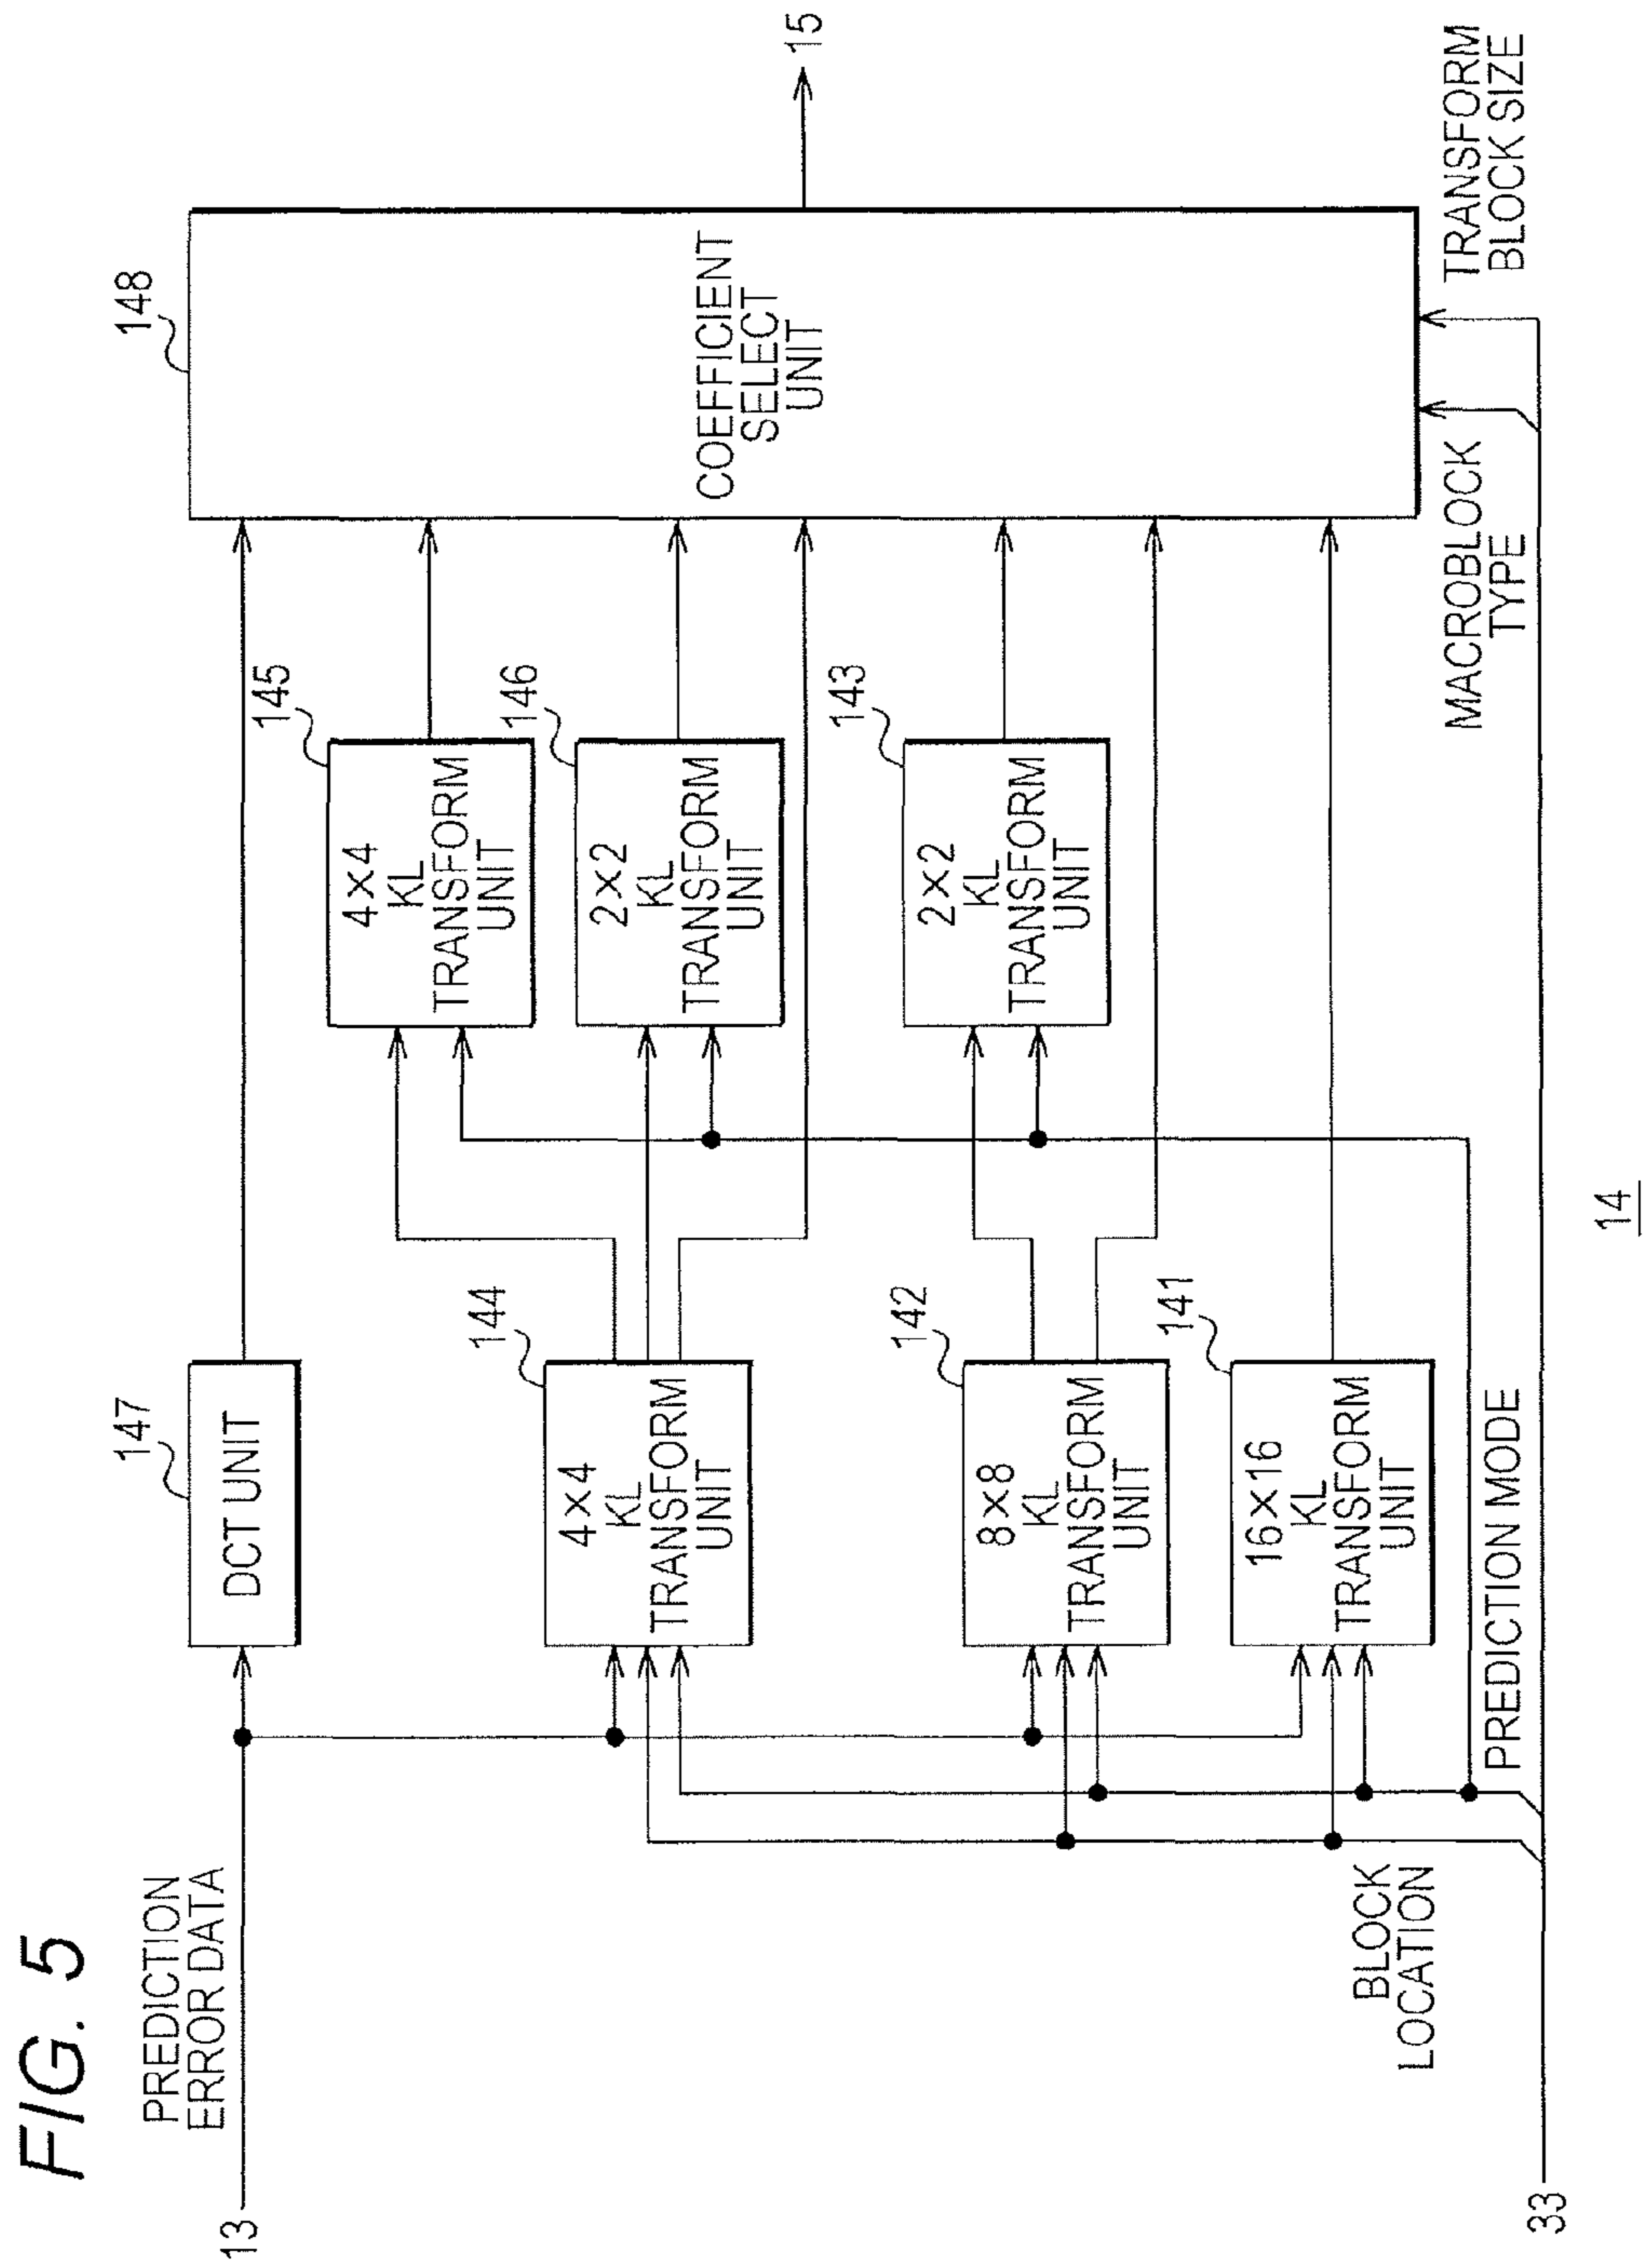 FIG. 5
PREDICTION
ERROR DATA
13
147
DCT UNIT
144
4×4
KL
TRANSFORM
UNIT
145
4×4
KL
TRANSFORM
UNIT
146
2×2
KL
TRANSFORM
UNIT
142
8×8
KL
TRANSFORM
UNIT
143
2×2
KL
TRANSFORM
UNIT
141
16×16
KL
TRANSFORM
UNIT
148
COEFFICIENT
SELECT
UNIT
15
BLOCK
LOCATION
PREDICTION MODE
MACROBLOCK
TYPE
TRANSFORM
BLOCK SIZE
33
14